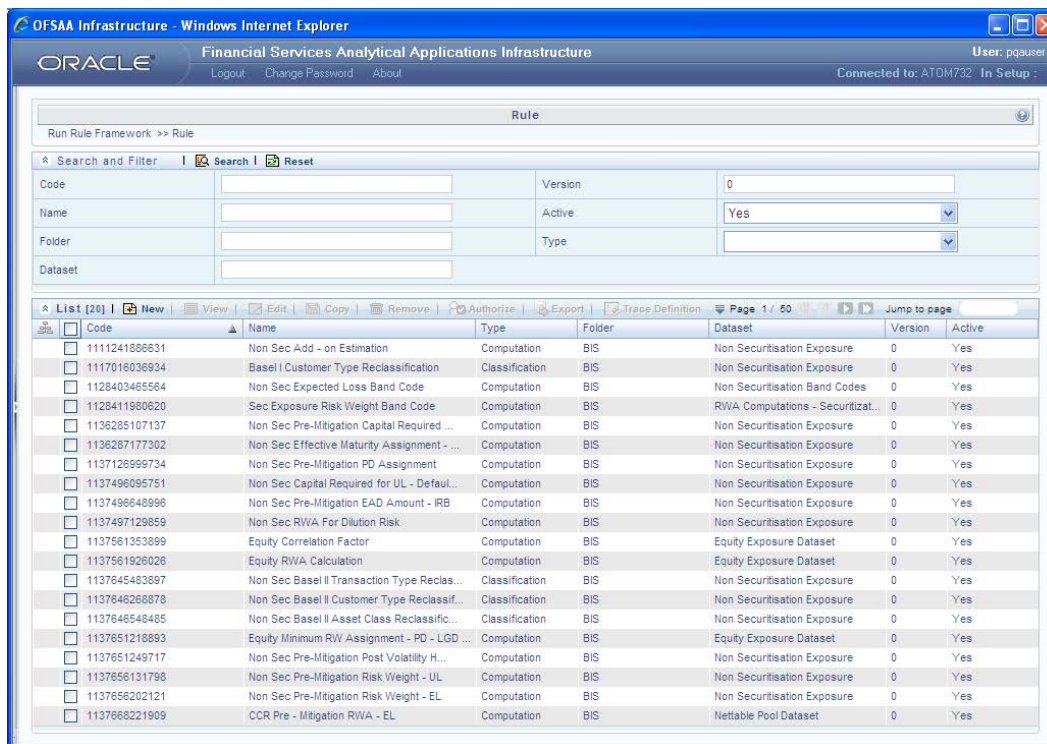 OFSAA Infrastructure - Windows Internet Explorer
ORACLE
Financial Services Analytical Applications Infrastructure
User: pqauser
Logout Change Password About
Connected to: ATOM732 In Setup :
Rule
Run Rule Framework >> Rule
Search and Filter | Search | Reset
Code Version 0
Name Active Yes
Folder Type
Dataset
List [20] | New | View | Edit | Copy | Remove | Authorize | Export | Trace Definition Page 1 / 50 Jump to page
Code Name Type Folder Dataset Version Active
1111241886631 Non Sec Add - on Estimation Computation BIS Non Securitisation Exposure 0 Yes
1117016036934 Basel I Customer Type Reclassification Classification BIS Non Securitisation Exposure 0 Yes
1128403465564 Non Sec Expected Loss Band Code Computation BIS Non Securitisation Band Codes 0 Yes
1128411980620 Sec Exposure Risk Weight Band Code Computation BIS RWA Computations - Securitizat... 0 Yes
1136285107137 Non Sec Pre-Mitigation Capital Required ... Computation BIS Non Securitisation Exposure 0 Yes
1136287177302 Non Sec Effective Maturity Assignment - ... Computation BIS Non Securitisation Exposure 0 Yes
1137126999734 Non Sec Pre-Mitigation PD Assignment Computation BIS Non Securitisation Exposure 0 Yes
1137496095751 Non Sec Capital Required for UL - Defaul... Computation BIS Non Securitisation Exposure 0 Yes
1137496648996 Non Sec Pre-Mitigation EAD Amount - IRB Computation BIS Non Securitisation Exposure 0 Yes
1137497129859 Non Sec RWA For Dilution Risk Computation BIS Non Securitisation Exposure 0 Yes
1137561353899 Equity Correlation Factor Computation BIS Equity Exposure Dataset 0 Yes
1137561926026 Equity RWA Calculation Computation BIS Equity Exposure Dataset 0 Yes
1137645483897 Non Sec Basel II Transaction Type Reclas... Classification BIS Non Securitisation Exposure 0 Yes
1137646268878 Non Sec Basel II Customer Type Reclassif... Classification BIS Non Securitisation Exposure 0 Yes
1137646548485 Non Sec Basel II Asset Class Reclassific... Classification BIS Non Securitisation Exposure 0 Yes
1137651218893 Equity Minimum RW Assignment - PD - LGD ... Computation BIS Equity Exposure Dataset 0 Yes
1137651249717 Non Sec Pre-Mitigation Post Volatility H... Computation BIS Non Securitisation Exposure 0 Yes
1137656131798 Non Sec Pre-Mitigation Risk Weight - UL Computation BIS Non Securitisation Exposure 0 Yes
1137656202121 Non Sec Pre-Mitigation Risk Weight - EL Computation BIS Non Securitisation Exposure 0 Yes
1137668221909 CCR Pre - Mitigation RWA - EL Computation BIS Nettable Pool Dataset 0 Yes